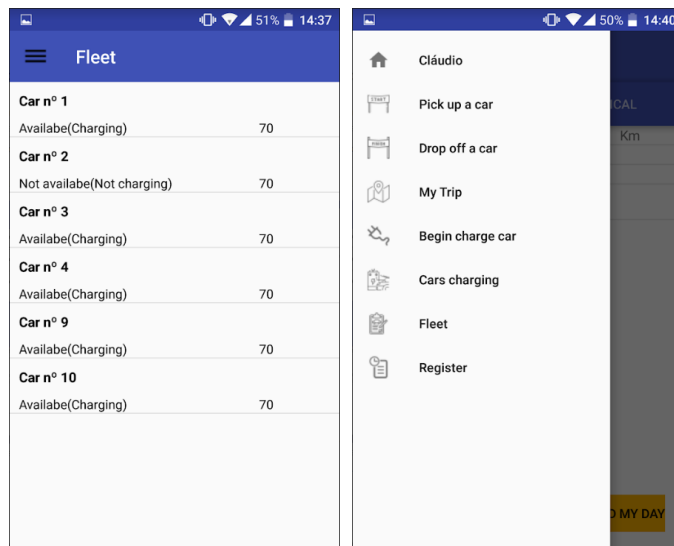 51% 14:37
Fleet
Car nº 1
Availabe(Charging) 70
Car nº 2
Not availabe(Not charging) 70
Car nº 3
Availabe(Charging) 70
Car nº 4
Availabe(Charging) 70
Car nº 9
Availabe(Charging) 70
Car nº 10
Availabe(Charging) 70
50% 14:40
Cláudio
START
Pick up a car
FINISH
Drop off a car
My Trip
Begin charge car
Cars charging
Fleet
Register
ICAL
Km
MY DAY